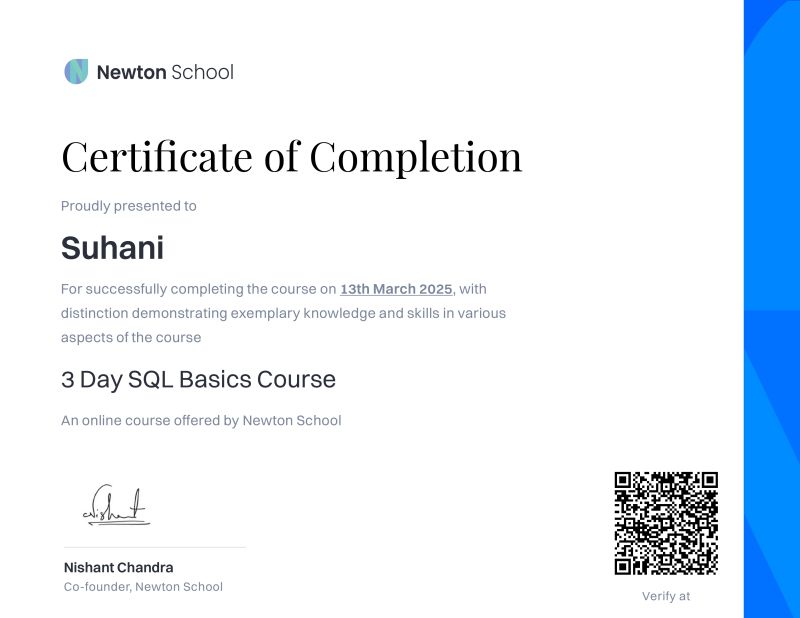 Newton School
Certificate of Completion
Proudly presented to
Suhani
For successfully completing the course on 13th March 2025, with
distinction demonstrating exemplary knowledge and skills in various
aspects of the course
3 Day SQL Basics Course
An online course offered by Newton School
Nishant
Nishant Chandra
Co-founder, Newton School
Verify at